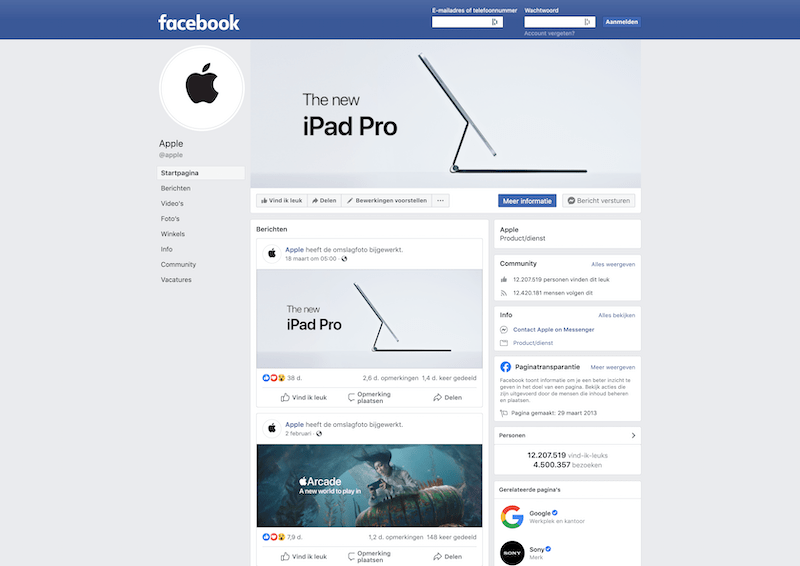 facebook
E-mailadres of telefoonnummer
Wachtwoord
Aanmelden
Account vergeten?
The new
iPad Pro
Apple
@apple
Startpagina
Berichten
Video's
Foto's
Winkels
Info
Community
Vacatures
Vind ik leuk
Delen
Bewerkingen voorstellen
...
Meer informatie
Bericht versturen
Berichten
Apple heeft de omslagfoto bijgewerkt.
18 maart om 05:00 ·
The new
iPad Pro
38 d.
2,6 d. opmerkingen 1,4 d. keer gedeeld
Vind ik leuk
Opmerking
plaatsen
Delen
Apple heeft de omslagfoto bijgewerkt.
2 februari ·
Arcade
A new world to play in
7,9 d.
1,2 d. opmerkingen 148 keer gedeeld
Vind ik leuk
Opmerking
plaatsen
Delen
Apple
Product/dienst
Community
Alles weergeven
12.207.519 personen vinden dit leuk
12.420.181 mensen volgen dit
Info
Alles bekijken
Contact Apple on Messenger
Product/dienst
Paginatransparantie
Meer weergeven
Facebook toont informatie om je een beter inzicht te
geven in het doel van een pagina. Bekijk acties die
zijn uitgevoerd door de mensen die inhoud beheren
en plaatsen.
Pagina gemaakt: 29 maart 2013
Personen
12.207.519 vind-ik-leuks
4.500.357 bezoeken
Gerelateerde pagina's
Google
Werkplek en kantoor
SONY
Sony
Merk